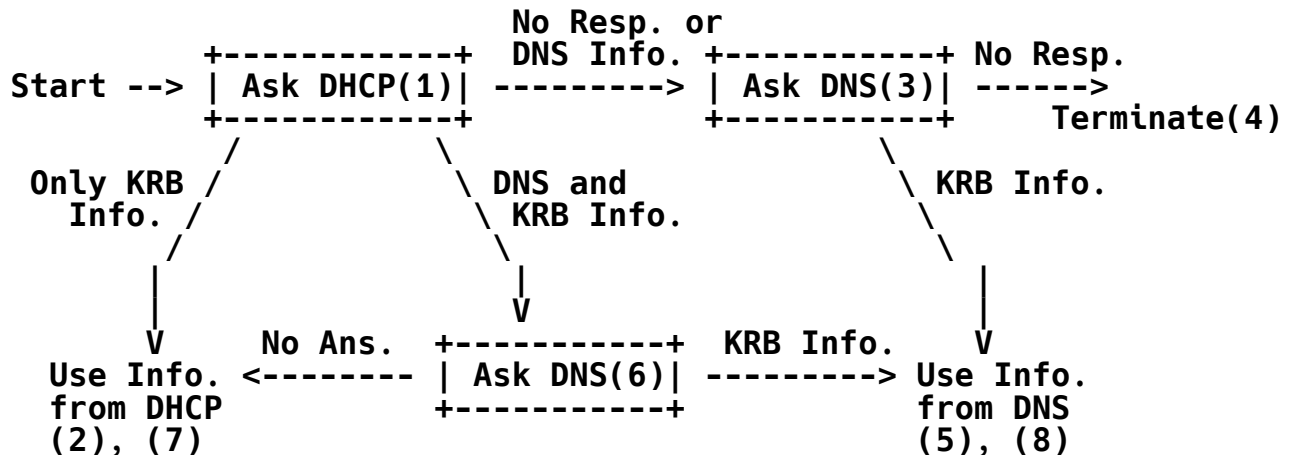 No Resp. or
          +------------+  DNS Info. +-----------+ No Resp.
Start --> | Ask DHCP(1)| ---------> | Ask DNS(3)| ------>
          +------------+            +-----------+     Terminate(4)
           /          \                      \
 Only KRB /            \ DNS and              \ KRB Info.
   Info. /              \ KRB Info.            \
        /                \                      \
       |                  |                       |
       |                  V                       |
       V     No Ans.  +-----------+  KRB Info.    V
  Use Info. <-------- | Ask DNS(6)| ---------> Use Info.
  from DHCP           +-----------+            from DNS
  (2), (7)                                     (5), (8)